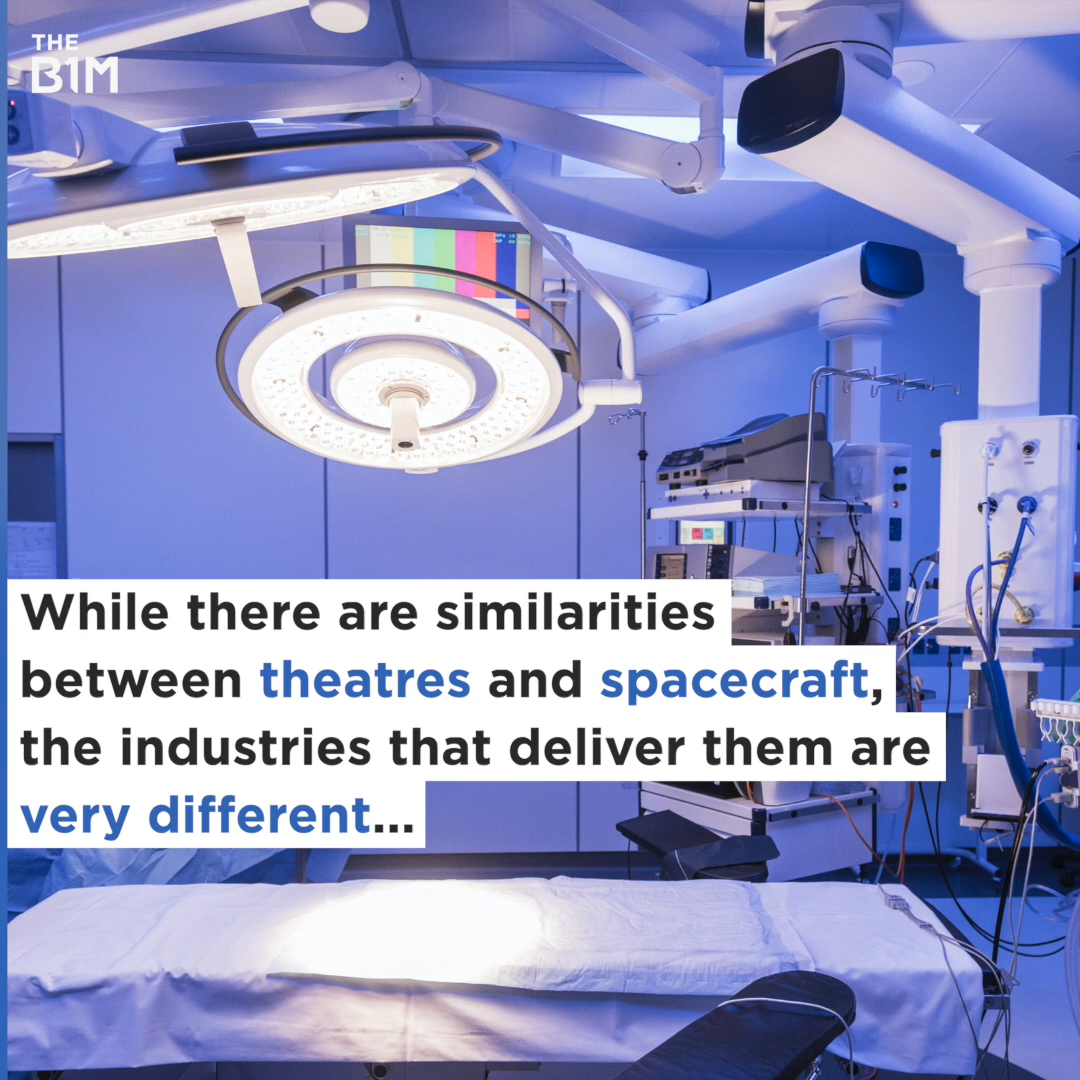 THE
B1M
While there are similarities
between theatres and spacecraft,
the industries that deliver them are
very different...